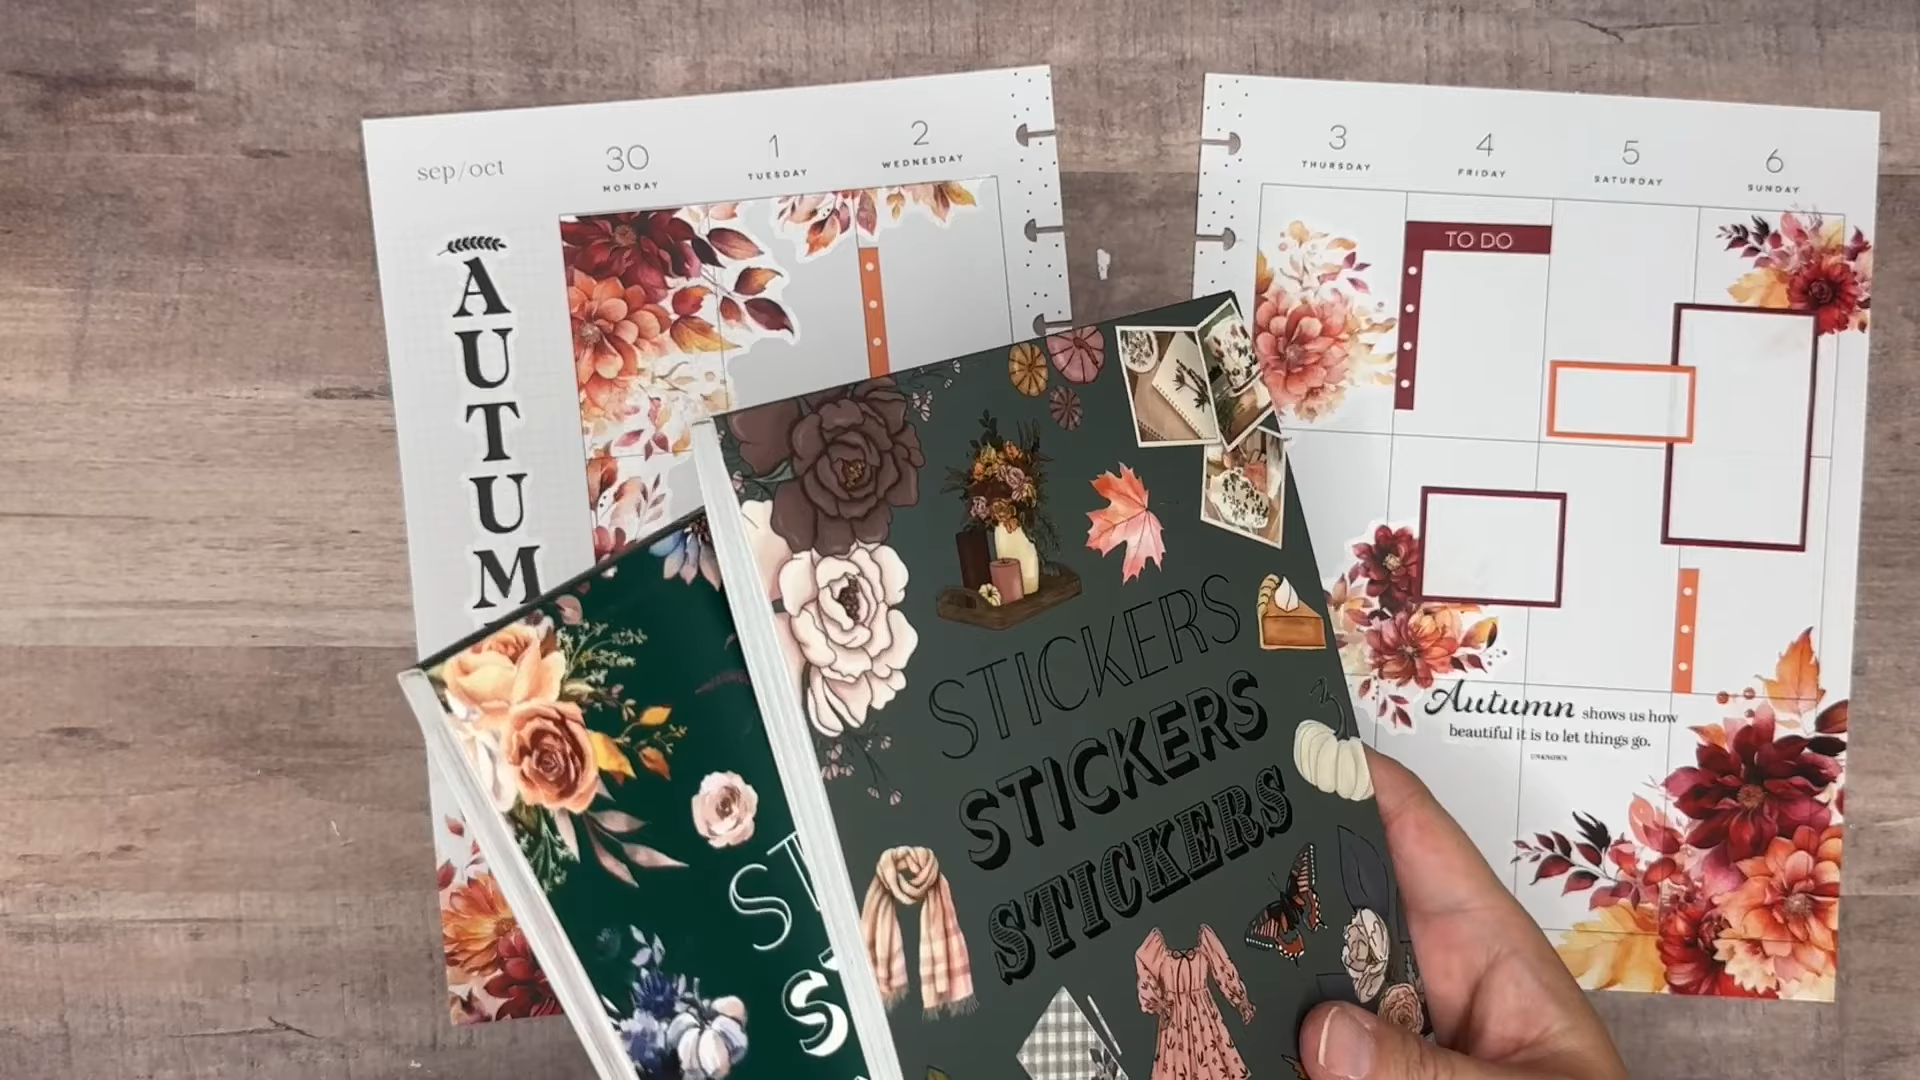 sep/oct
30
MONDAY
1
TUESDAY
2
WEDNESDAY
3
THURSDAY
4
FRIDAY
5
SATURDAY
6
SUNDAY
AUTUM
TO DO
STICKERS
STICKERS
STICKERS
ST
S
Autumn shows us how
beautiful it is to let things go.
UNKNOWN